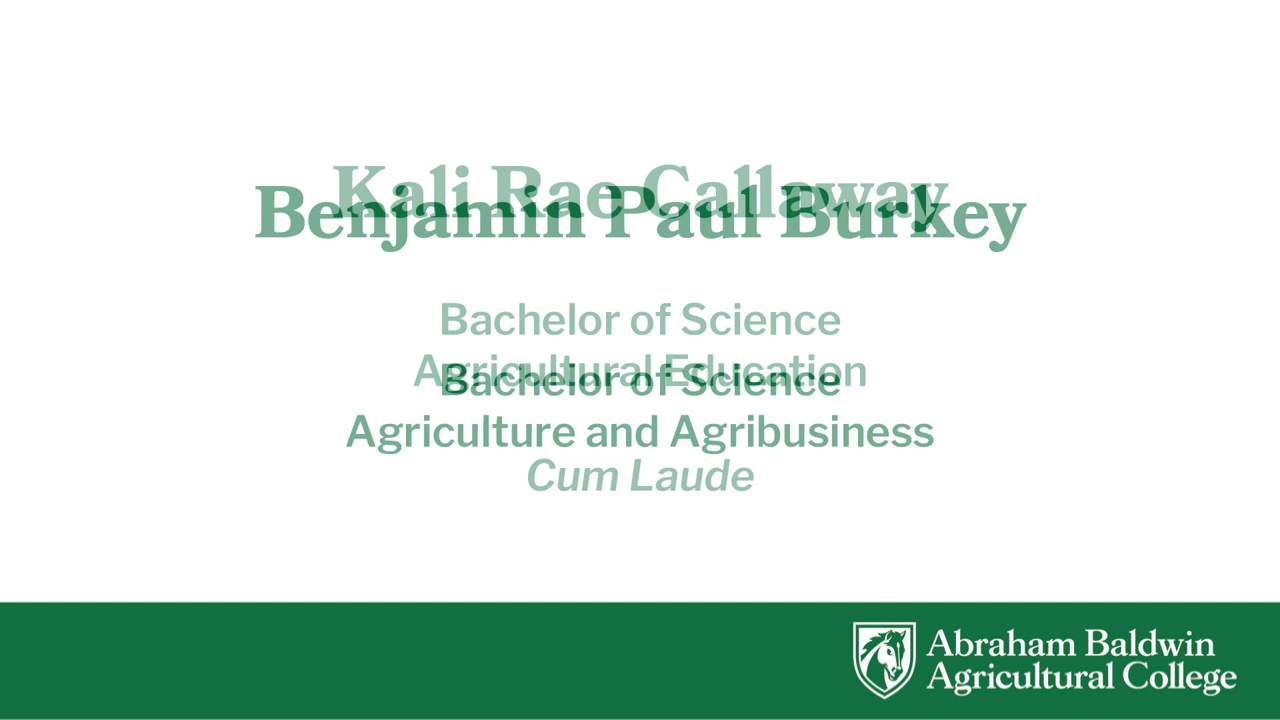 Kali Rae Callaway
Benjamin Paul Burkey
Bachelor of Science
Agricultural Education
Bachelor of Science
Agriculture and Agribusiness
Cum Laude
Abraham Baldwin
Agricultural College